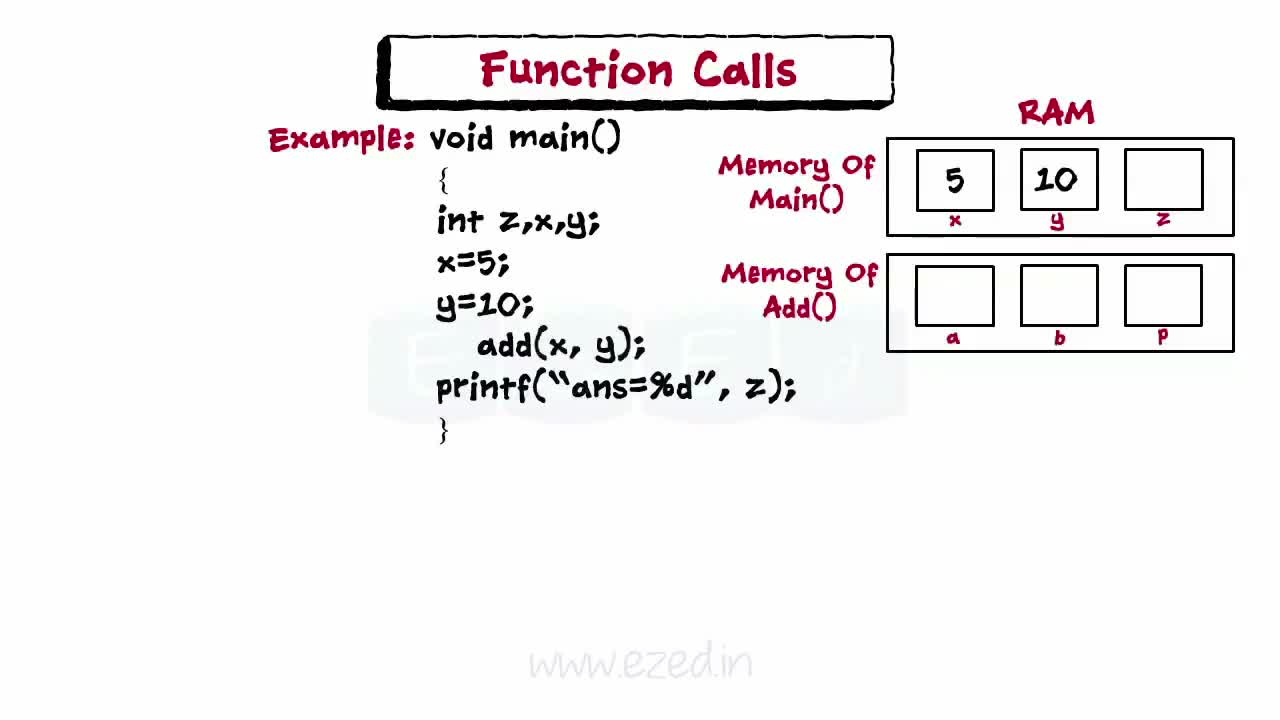 Function Calls
Example: void main()
{
int z,x,y;
x=5;
y=10;
add(x, y);
printf(“ans=%d”, z);
}
RAM
Memory Of
Main()
5 10
x y z
Memory Of
Add()
a b p
www.ezed.in